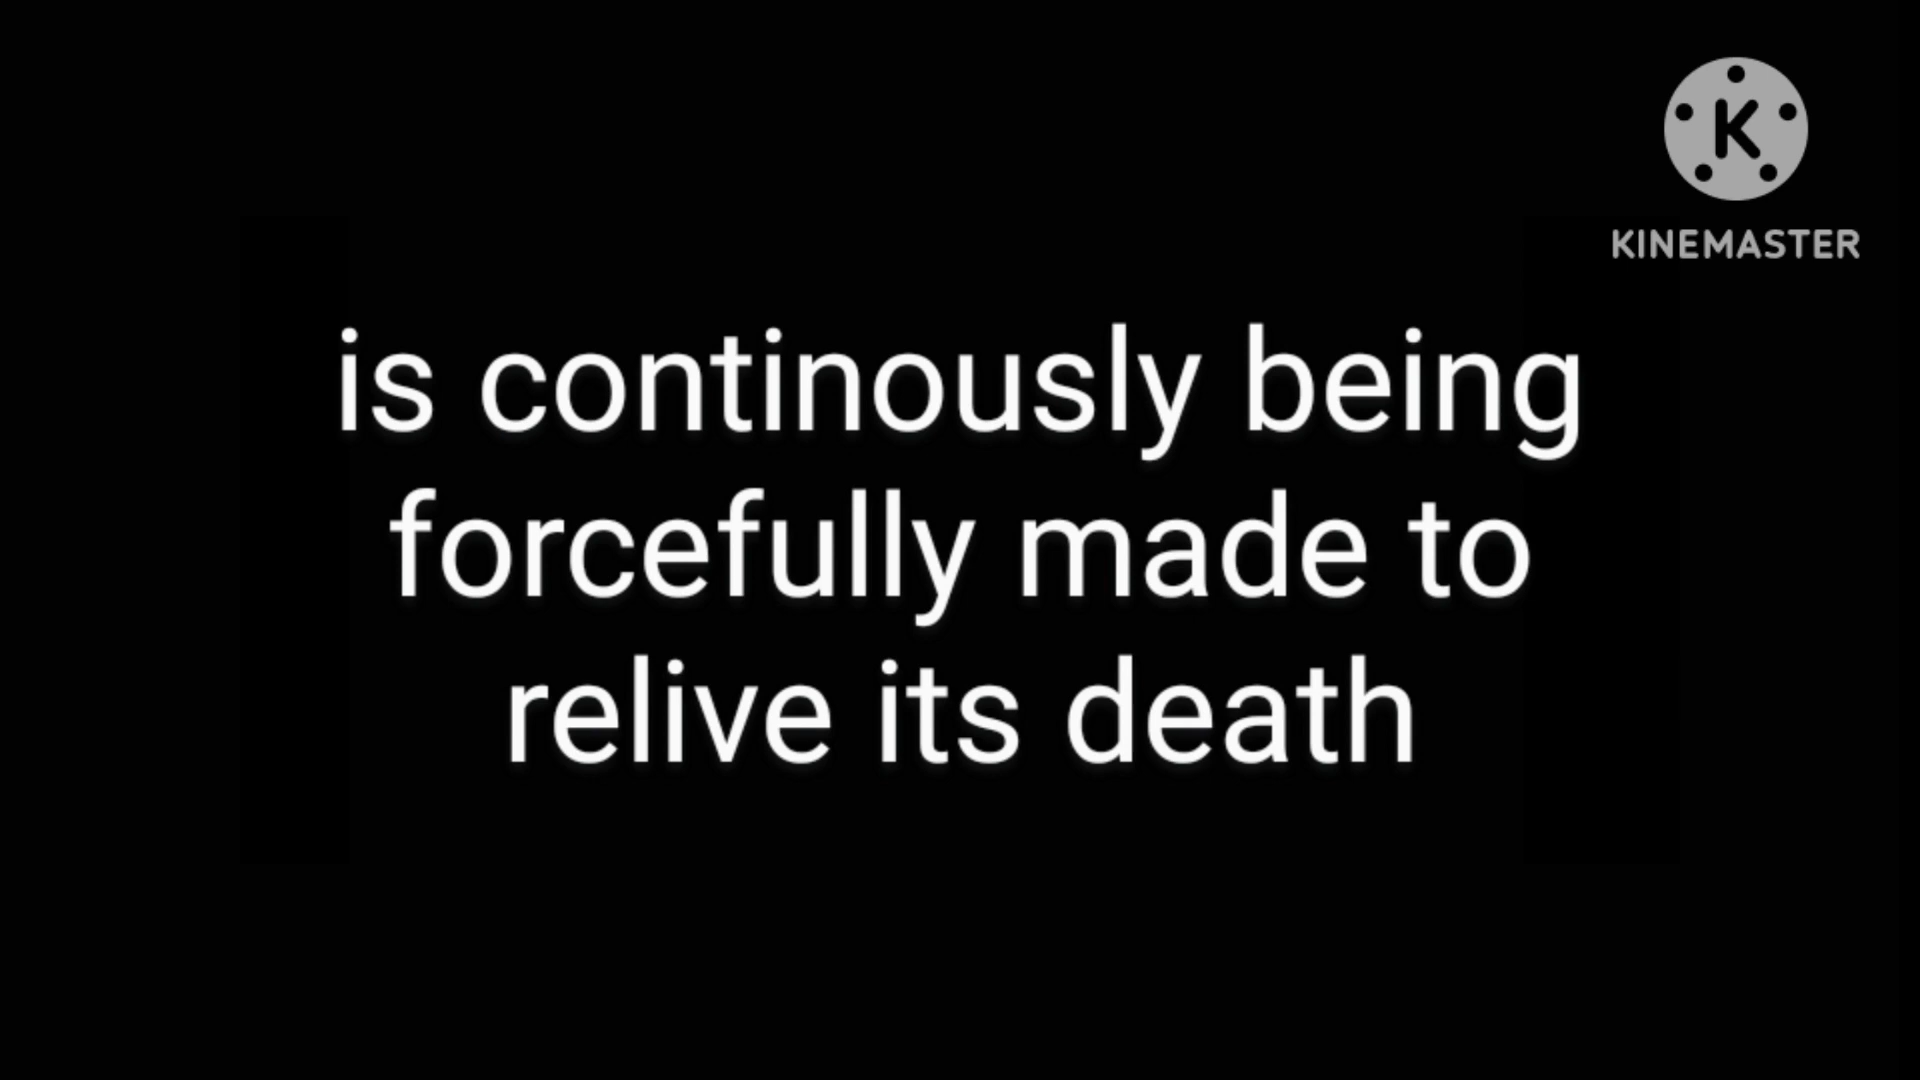 K
KINEMASTER
is continously being
forcefully made to
relive its death